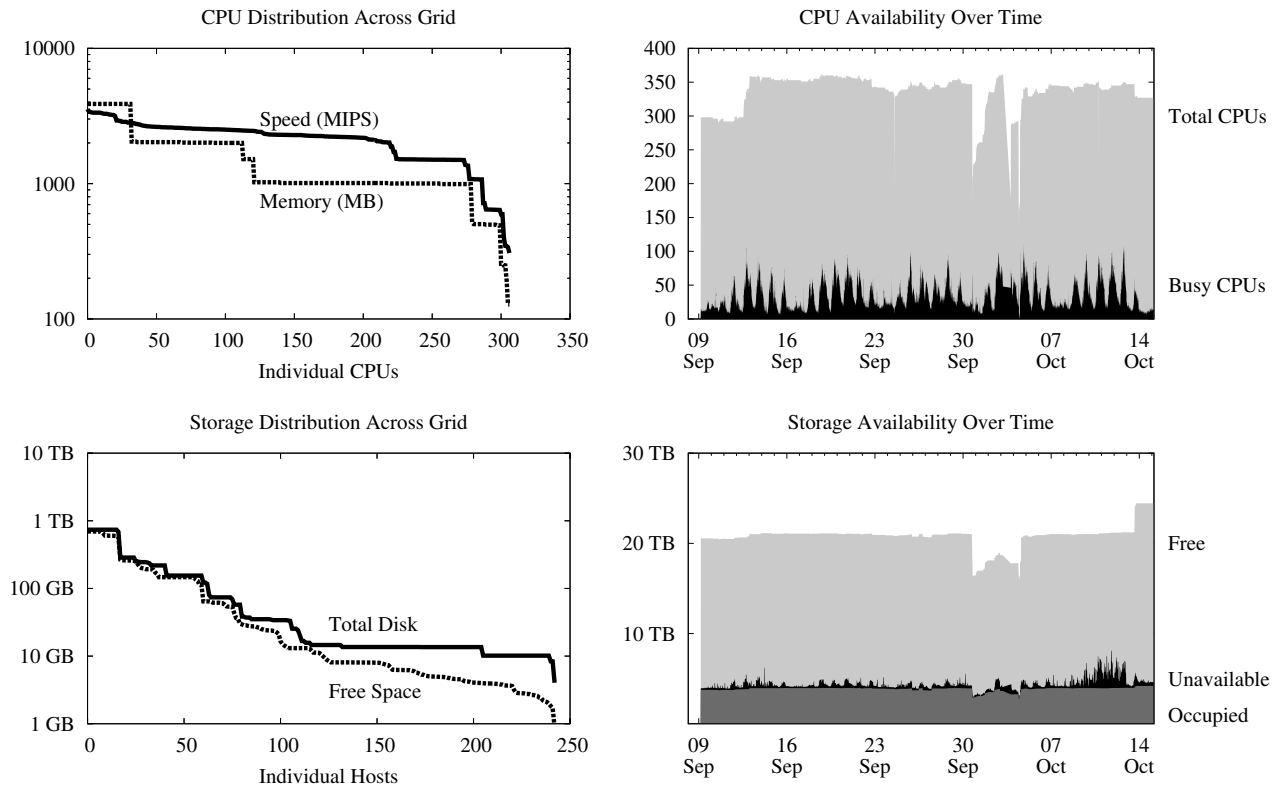 CPU Distribution Across Grid
10000
1000
100
Speed (MIPS)
Memory (MB)
0 50 100 150 200 250 300 350
Individual CPUs
CPU Availability Over Time
400
350
300
250
200
150
100
50
0
Total CPUs
Busy CPUs
09 16 23 30 07 14
Sep Sep Sep Sep Oct Oct
Storage Distribution Across Grid
10 TB
1 TB
100 GB
10 GB
1 GB
Total Disk
Free Space
0 50 100 150 200 250
Individual Hosts
Storage Availability Over Time
30 TB
20 TB
10 TB
Free
Unavailable
Occupied
09 16 23 30 07 14
Sep Sep Sep Sep Oct Oct